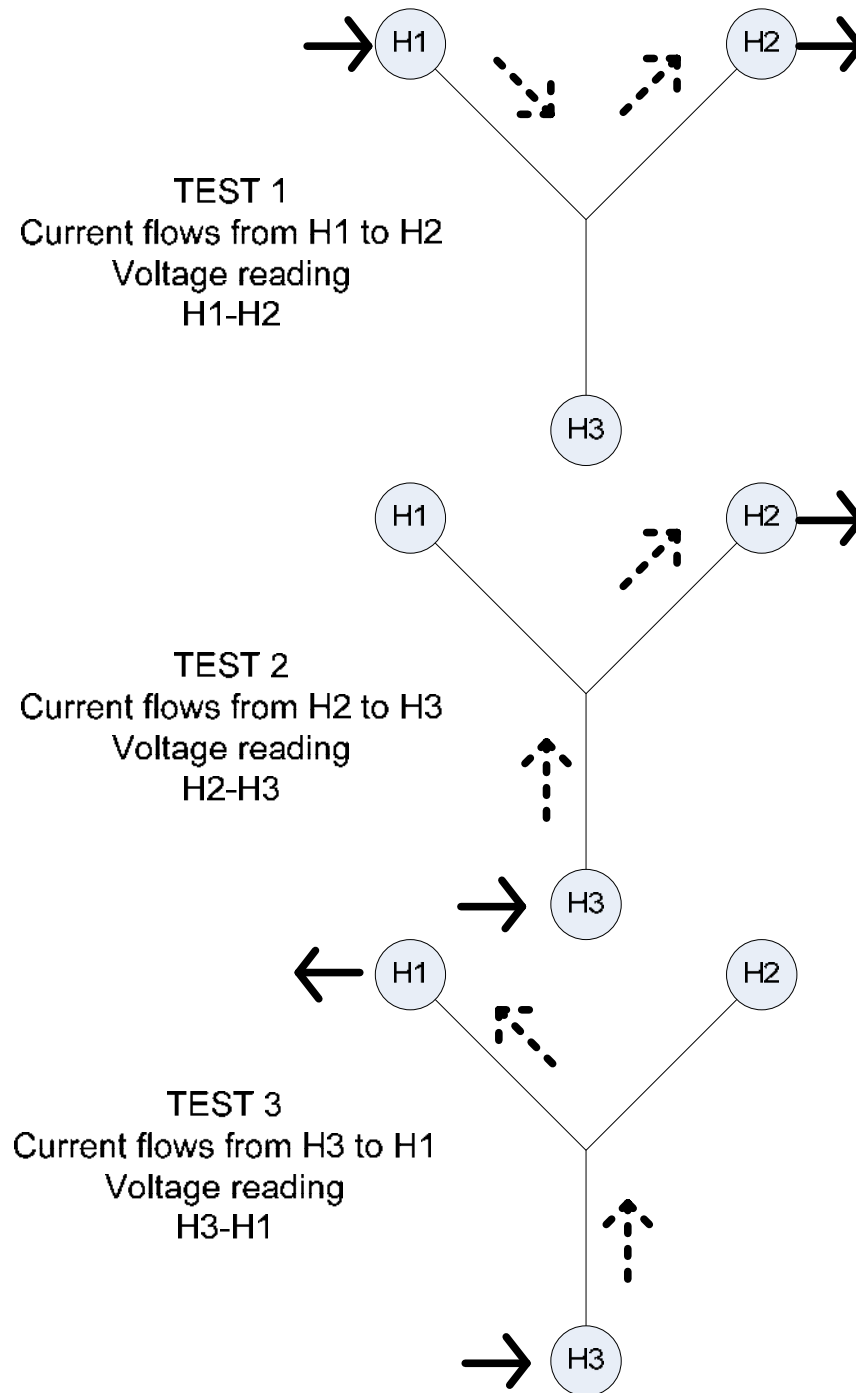 H1 H2
TEST 1
Current flows from H1 to H2
Voltage reading
H1-H2
H3
H1 H2
TEST 2
Current flows from H2 to H3
Voltage reading
H2-H3
H3
H1 H2
TEST 3
Current flows from H3 to H1
Voltage reading
H3-H1
H3